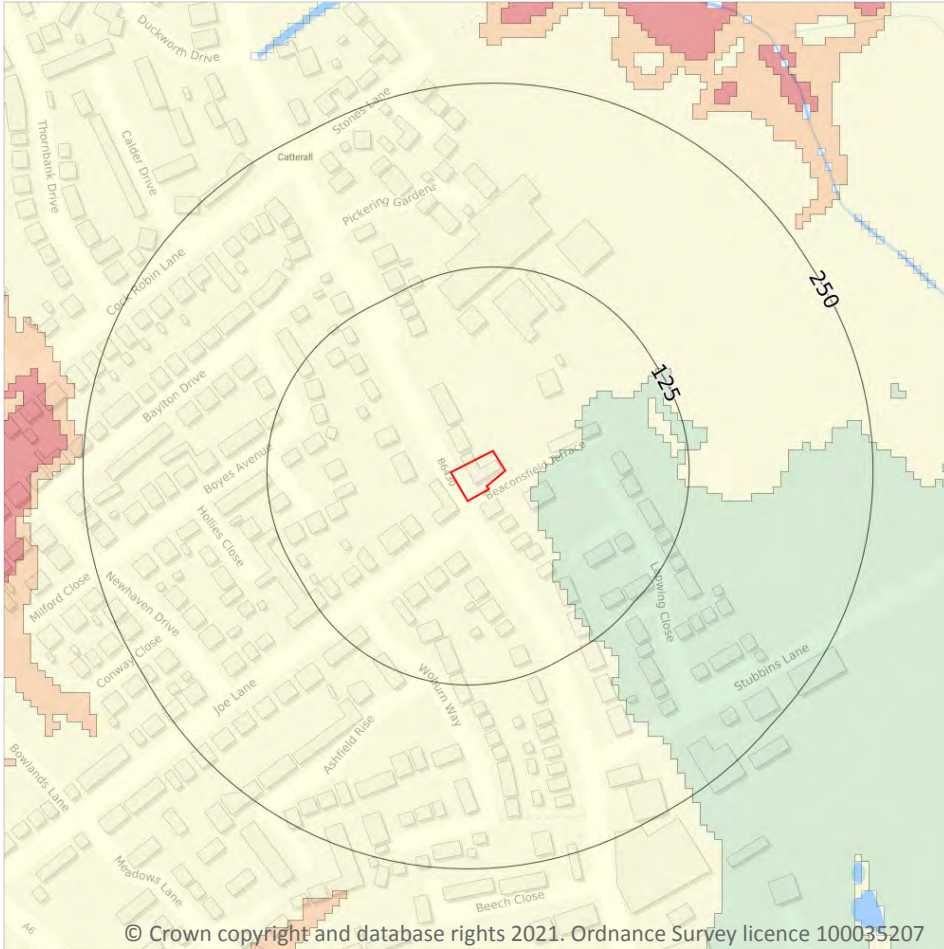 Duckworth Drive
Thornbank Drive
Calder Drive
Stones Lane
Catterall
Pickering Gardens
Cock Robin Lane
250
Baylton Drive
125
Boyes Avenue
B6430
Beaconsfield Terrace
Hollies Close
Milford Close
Newhaven Drive
Lapwing Close
Conway Close
Stubbins Lane
Joe Lane
Woburn Way
Ashfield Rise
Bowlands Lane
Meadows Lane
Beech Close
A6
© Crown copyright and database rights 2021. Ordnance Survey licence 100035207